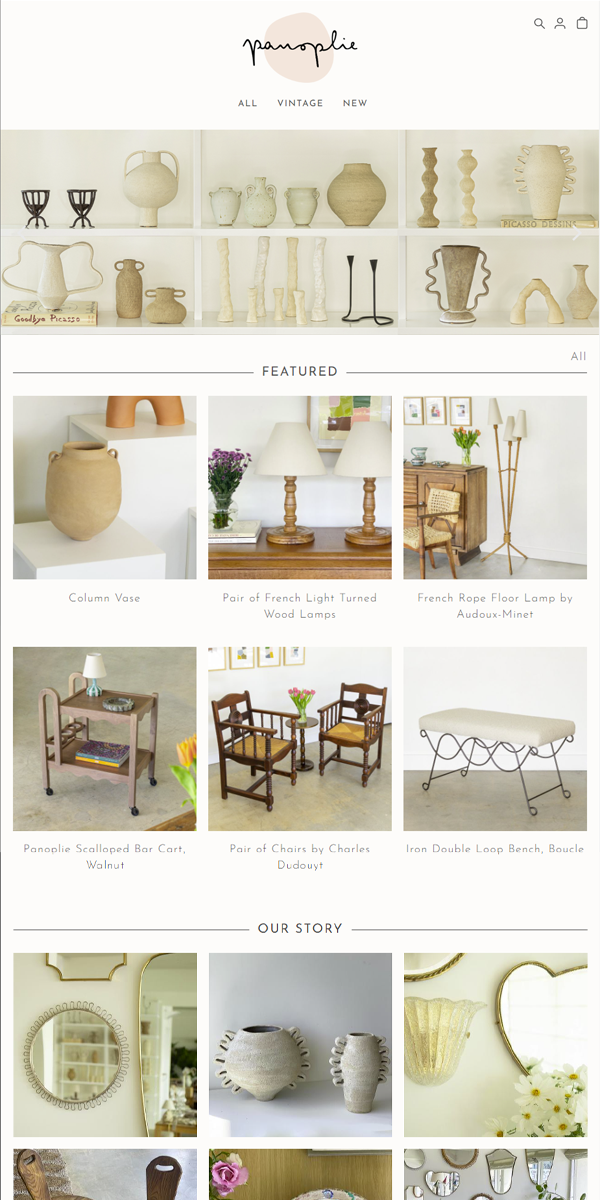 panoplie
ALL VINTAGE NEW
PICASSO DESSINS
Goodbye Picasso
All
FEATURED
Column Vase
Pair of French Light Turned
Wood Lamps
French Rope Floor Lamp by
Audoux-Minet
Panoplie Scalloped Bar Cart,
Walnut
Pair of Chairs by Charles
Dudouyt
Iron Double Loop Bench, Boucle
OUR STORY